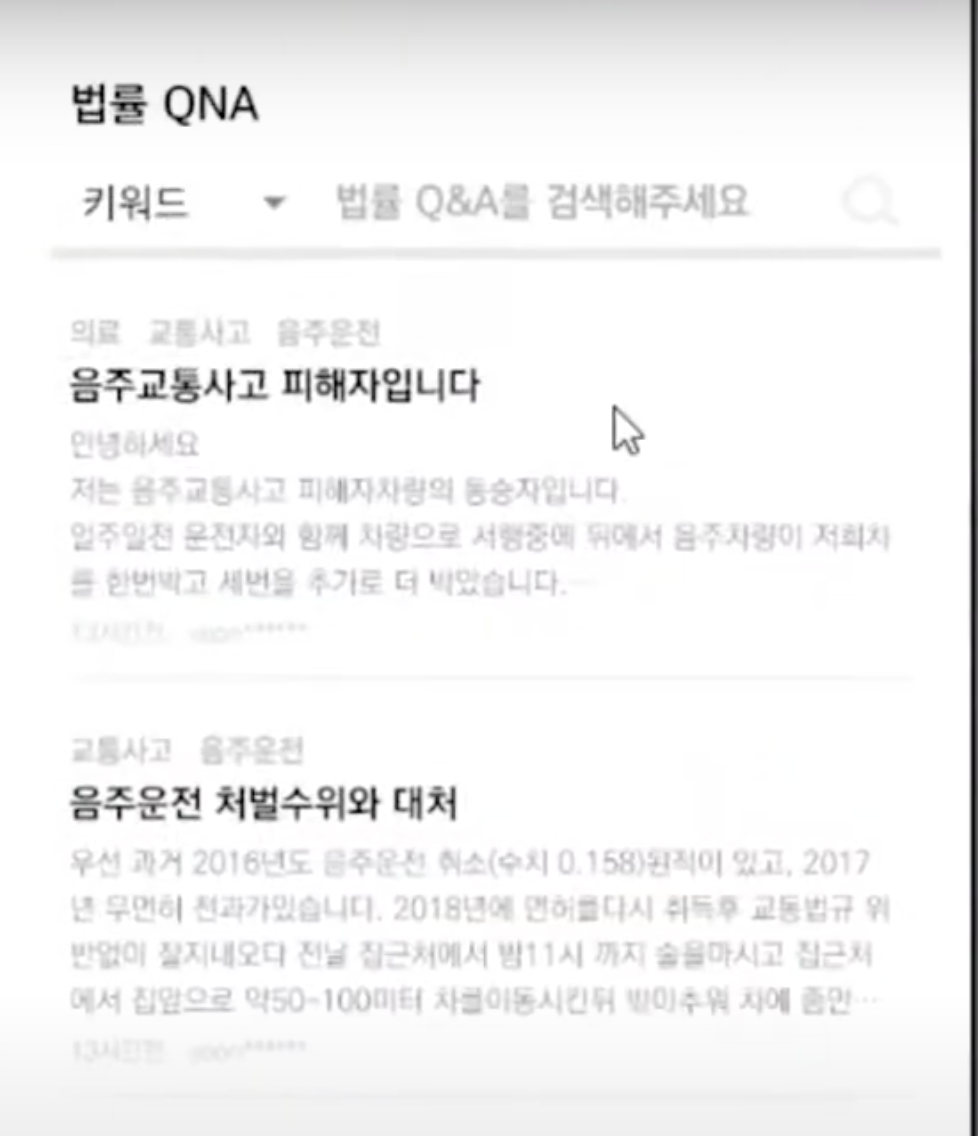 법률 QNA
키워드 법률 Q&A를 검색해주세요
의료 교통사고 음주운전
음주교통사고 피해자입니다
안녕하세요
저는 음주교통사고 피해자차량의 동승자입니다.
일주일전 운전자와 함께 차량으로 서행중에 뒤에서 음주차량이 저희차
를 한번박고 세번을 추가로 더 박았습니다.
13시간전
교통사고 음주운전
음주운전 처벌수위와 대처
우선 과거 2016년도 음주운전 취소(수치 0.158)원적이 있고, 2017
년 무면허 전과가있습니다. 2018년에 면허를다시 취득후 교통법규 위
반없이 잘지내오다 전날 집근처에서 밤11시 까지 술을마시고 집근처
에서 집앞으로 약50-100미터 차를이동시킨뒤 밖이추워 차에 좀만…
13시간전